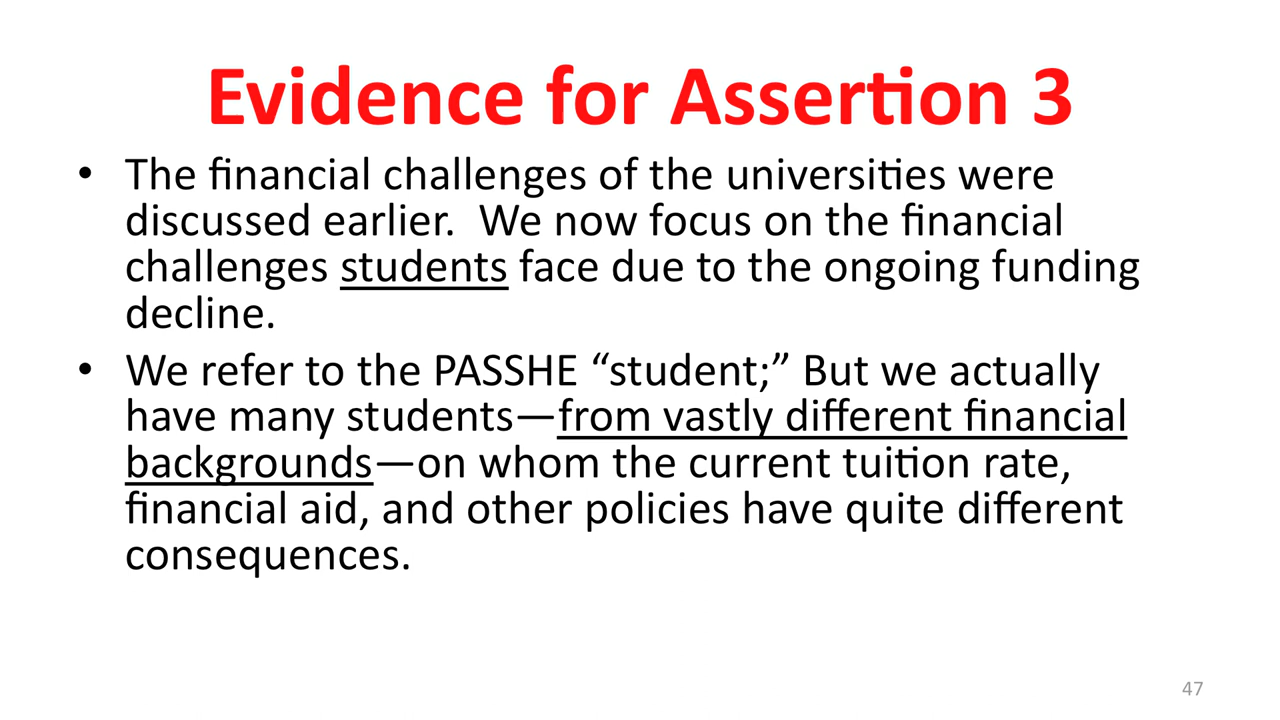 Evidence for Assertion 3
• The financial challenges of the universities were
discussed earlier.  We now focus on the financial
challenges students face due to the ongoing funding
decline.
• We refer to the PASSHE “student;” But we actually
have many students—from vastly different financial
backgrounds—on whom the current tuition rate,
financial aid, and other policies have quite different
consequences.
47